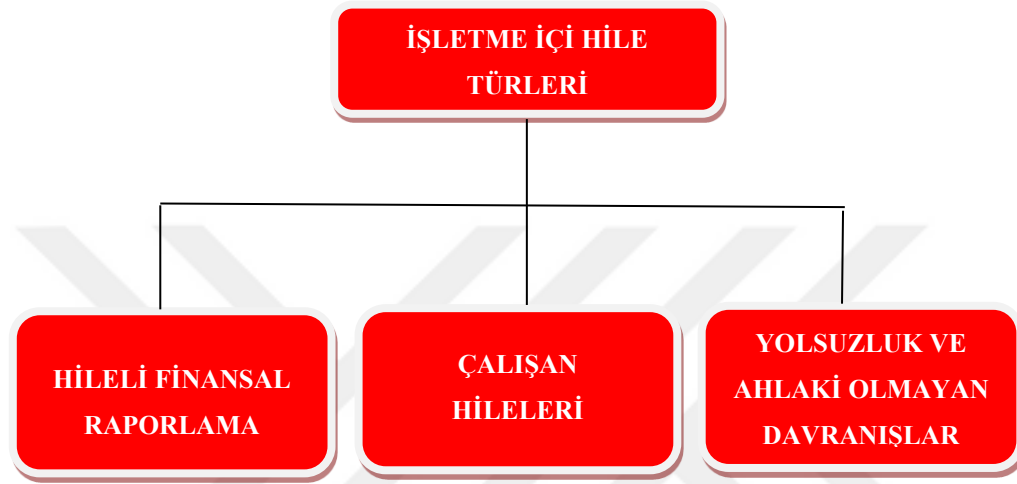 İŞLETME İÇİ HİLE
TÜRLERİ
HİLELİ FİNANSAL
RAPORLAMA
ÇALIŞAN
HİLELERİ
YOLSUZLUK VE
AHLAKİ OLMAYAN
DAVRANIŞLAR